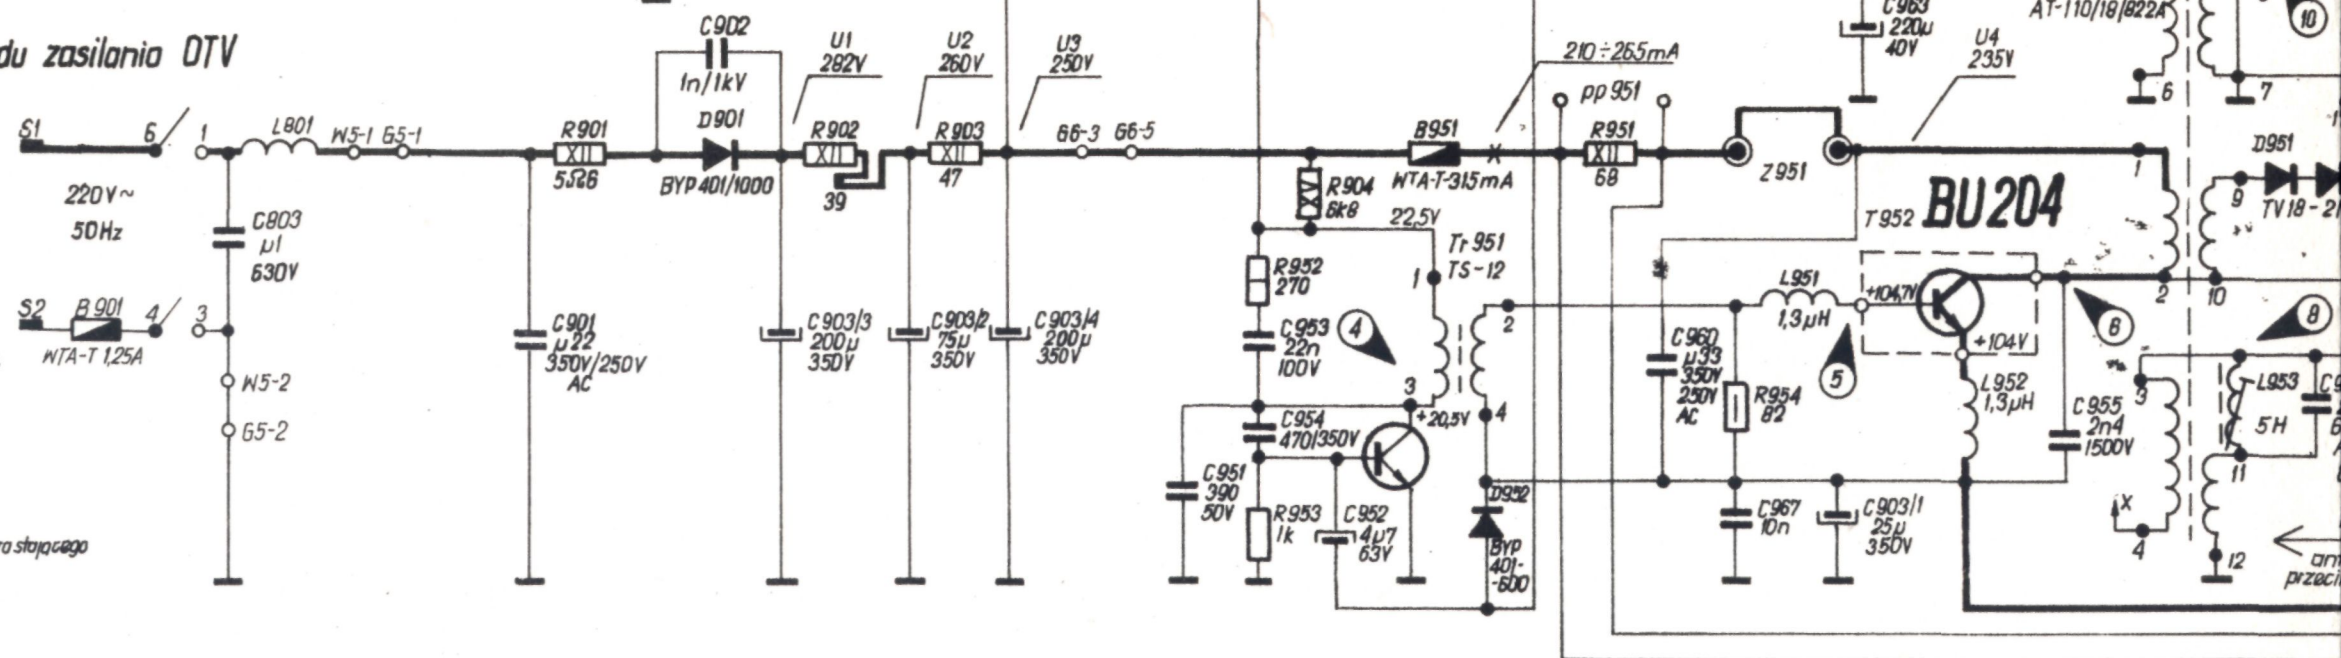 du zasilania OTV
S1
6
1
L801
W5-1
G5-1
R901
5Ω6
C902
1n/1kV
D901
BYP401/1000
U1
282V
R902
39
U2
260V
R903
47
U3
250V
G6-3
G6-5
B951
WTA-T-315mA
210÷265mA
X
pp951
R951
68
Z951
C963
220µ
40V
U4
235V
AT-110/18/822A
6
7
10
220V~
50Hz
C803
µ1
630V
S2
B901
WTA-T 1,25A
4
3
W5-2
G5-2
C901
µ22
350V/250V
AC
C903/3
200µ
350V
C903/2
75µ
350V
C903/4
200µ
350V
R904
6k8
22,5V
R952
270
C953
22n
100V
C954
470/350V
C951
390
50V
R953
1k
C952
4µ7
63V
Tr951
TS-12
1
3
2
4
+20,5V
4
D952
BYP
401-
-600
C960
µ33
350V
250V
AC
R954
82
C967
10n
C903/1
25µ
350V
L951
1,3µH
T952
BU204
+104,7V
+104V
5
6
L952
1,3µH
C955
2n4
1500V
1
2
9
10
D951
TV18-
8
3
4
X
L953
5H
11
12